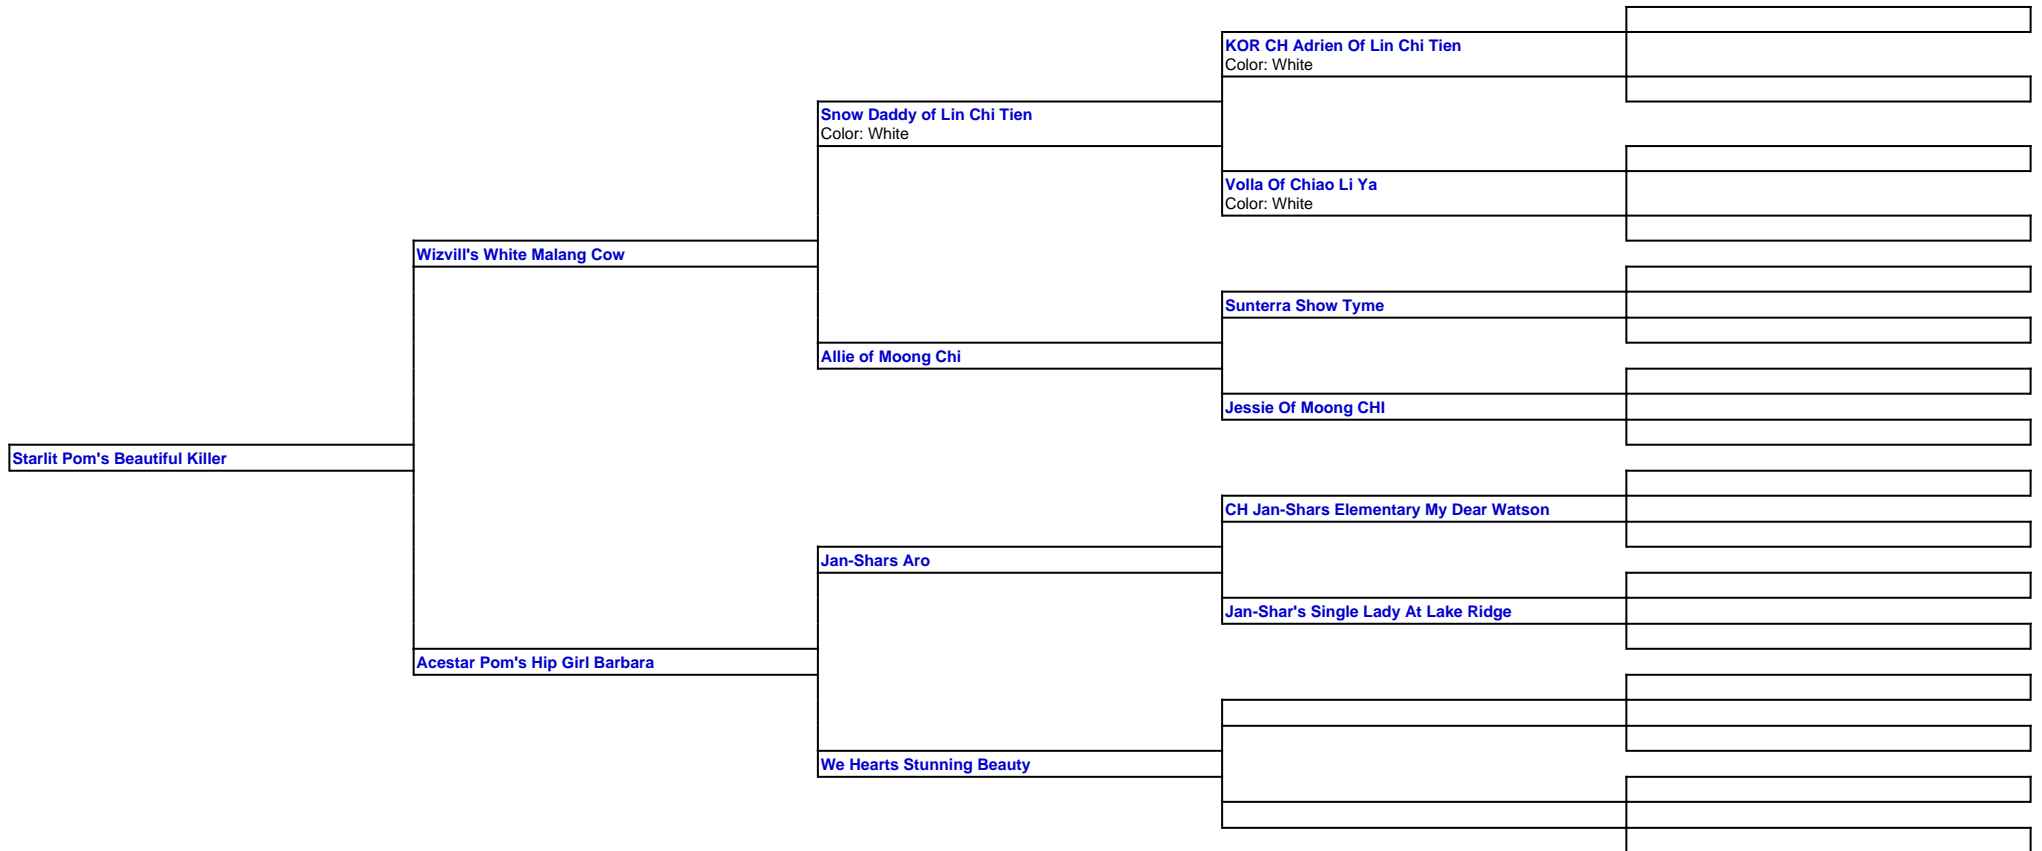 KOR CH Adrien Of Lin Chi Tien
Color: White
Snow Daddy of Lin Chi Tien
Color: White
Volla Of Chiao Li Ya
Color: White
Wizvill's White Malang Cow
Sunterra Show Tyme
Allie of Moong Chi
Jessie Of Moong CHI
Starlit Pom's Beautiful Killer
CH Jan-Shars Elementary My Dear Watson
Jan-Shars Aro
Jan-Shar's Single Lady At Lake Ridge
Acestar Pom's Hip Girl Barbara
We Hearts Stunning Beauty